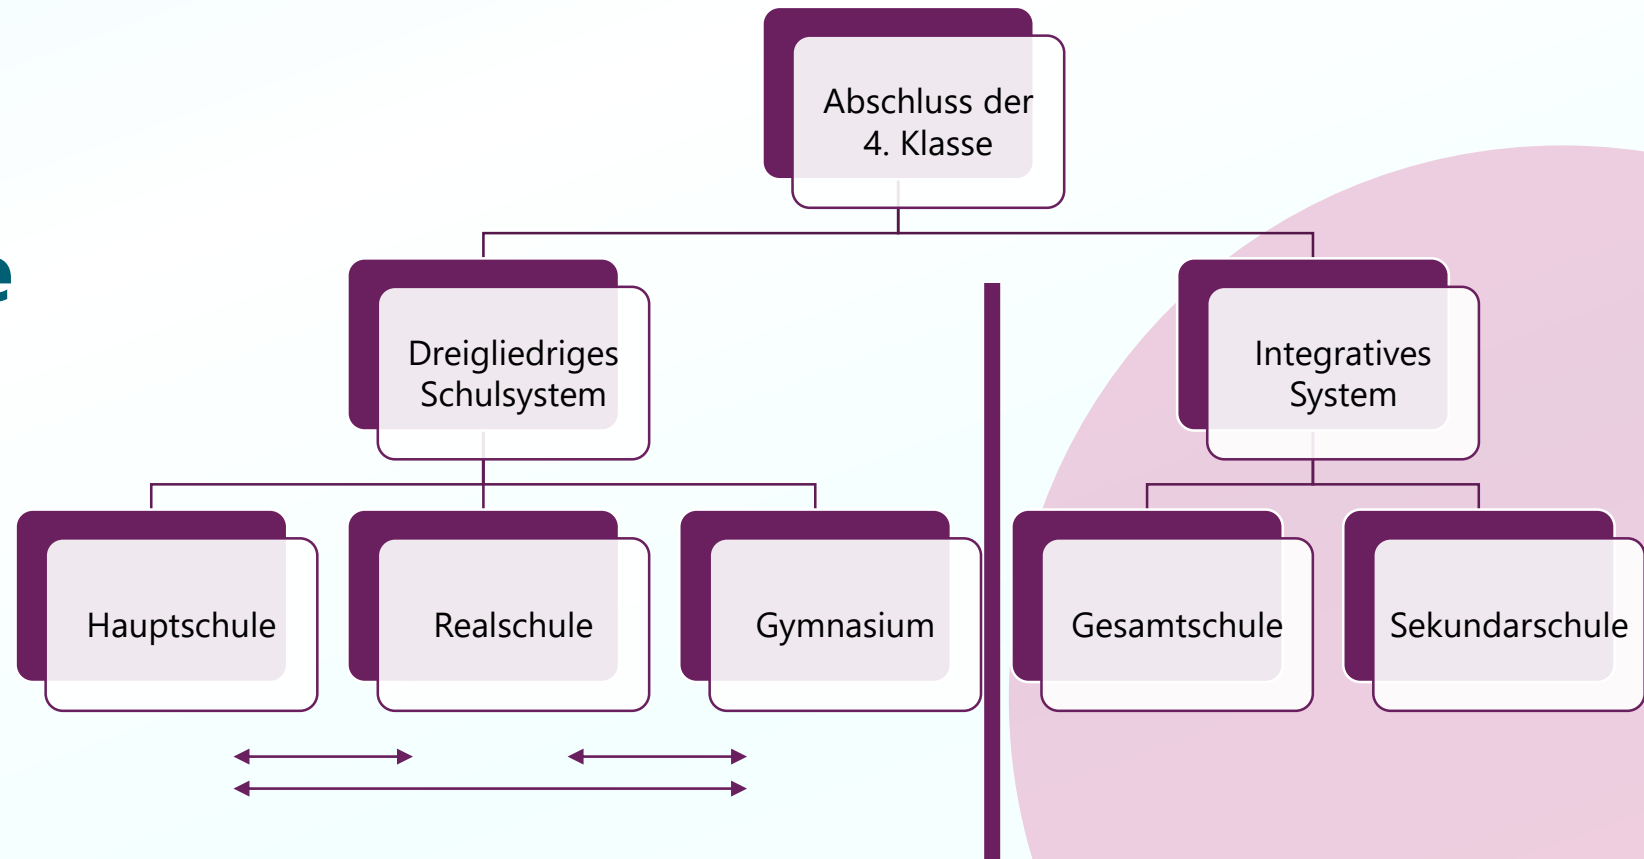 Abschluss der
4. Klasse
e
Dreigliedriges
Schulsystem
Integratives
System
Hauptschule
Realschule
Gymnasium
Gesamtschule
Sekundarschule